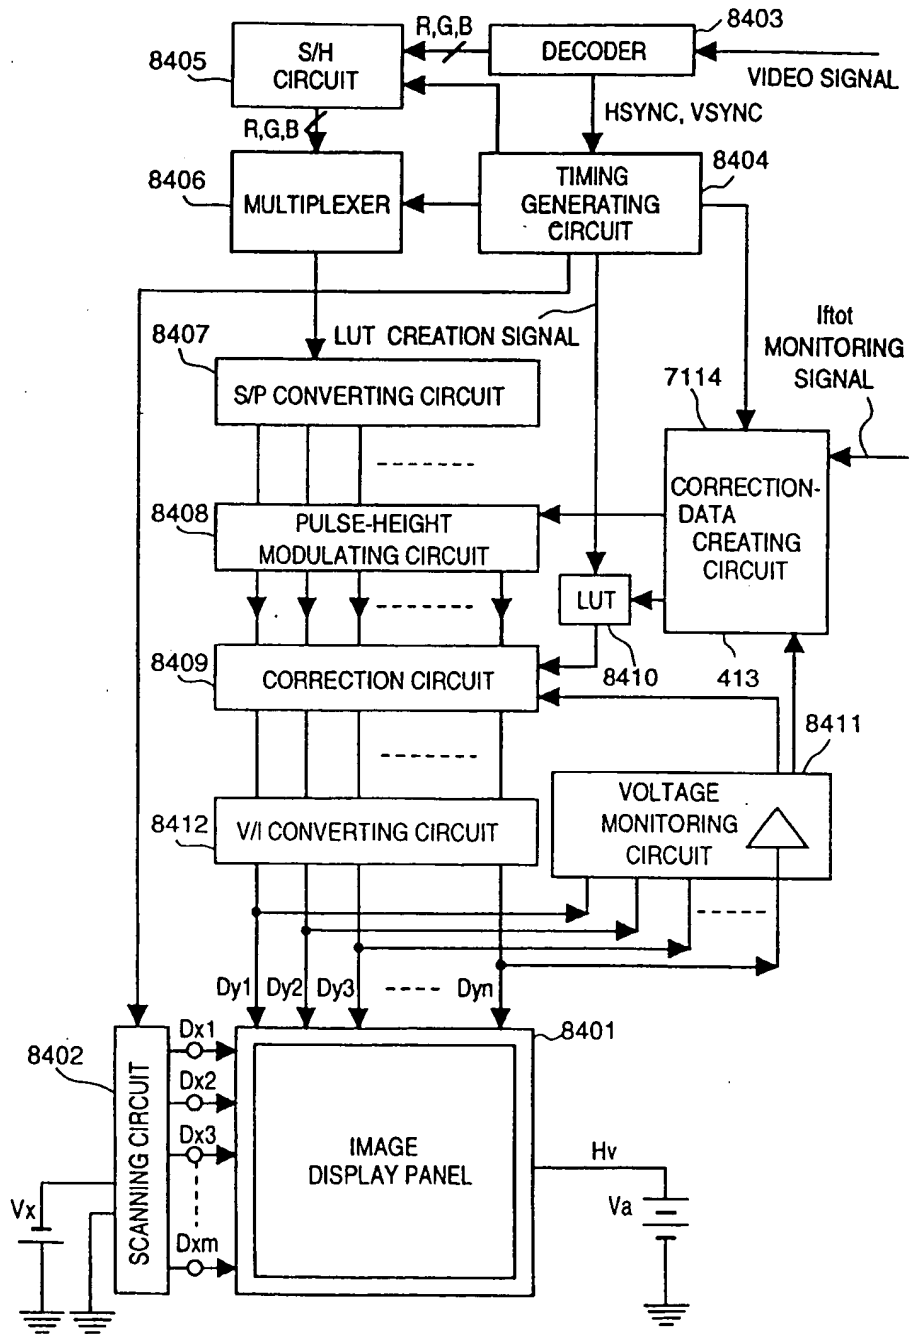 8403
R,G,B
S/H
CIRCUIT
8405
DECODER
VIDEO SIGNAL
HSYNC, VSYNC
R,G,B
8404
8406
MULTIPLEXER
TIMING
GENERATING
CIRCUIT
LUT CREATION SIGNAL
Iftot
MONITORING
SIGNAL
8407
S/P CONVERTING CIRCUIT
7114
8408
PULSE-HEIGHT
MODULATING CIRCUIT
CORRECTION-
DATA
CREATING
CIRCUIT
LUT
8409
CORRECTION CIRCUIT
8410
413
8411
8412
V/I CONVERTING CIRCUIT
VOLTAGE
MONITORING
CIRCUIT
Dy1
Dy2
Dy3
Dyn
8401
8402
SCANNING CIRCUIT
Dx1
Dx2
Dx3
Dxm
IMAGE
DISPLAY PANEL
Hv
Vx
Va